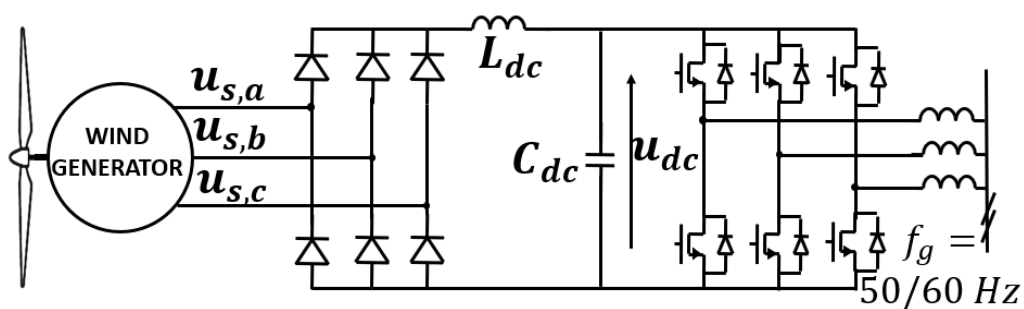 WIND
GENERATOR
u_{s,a}
u_{s,b}
u_{s,c}
L_{dc}
C_{dc}
u_{dc}
f_g =
50/60 Hz